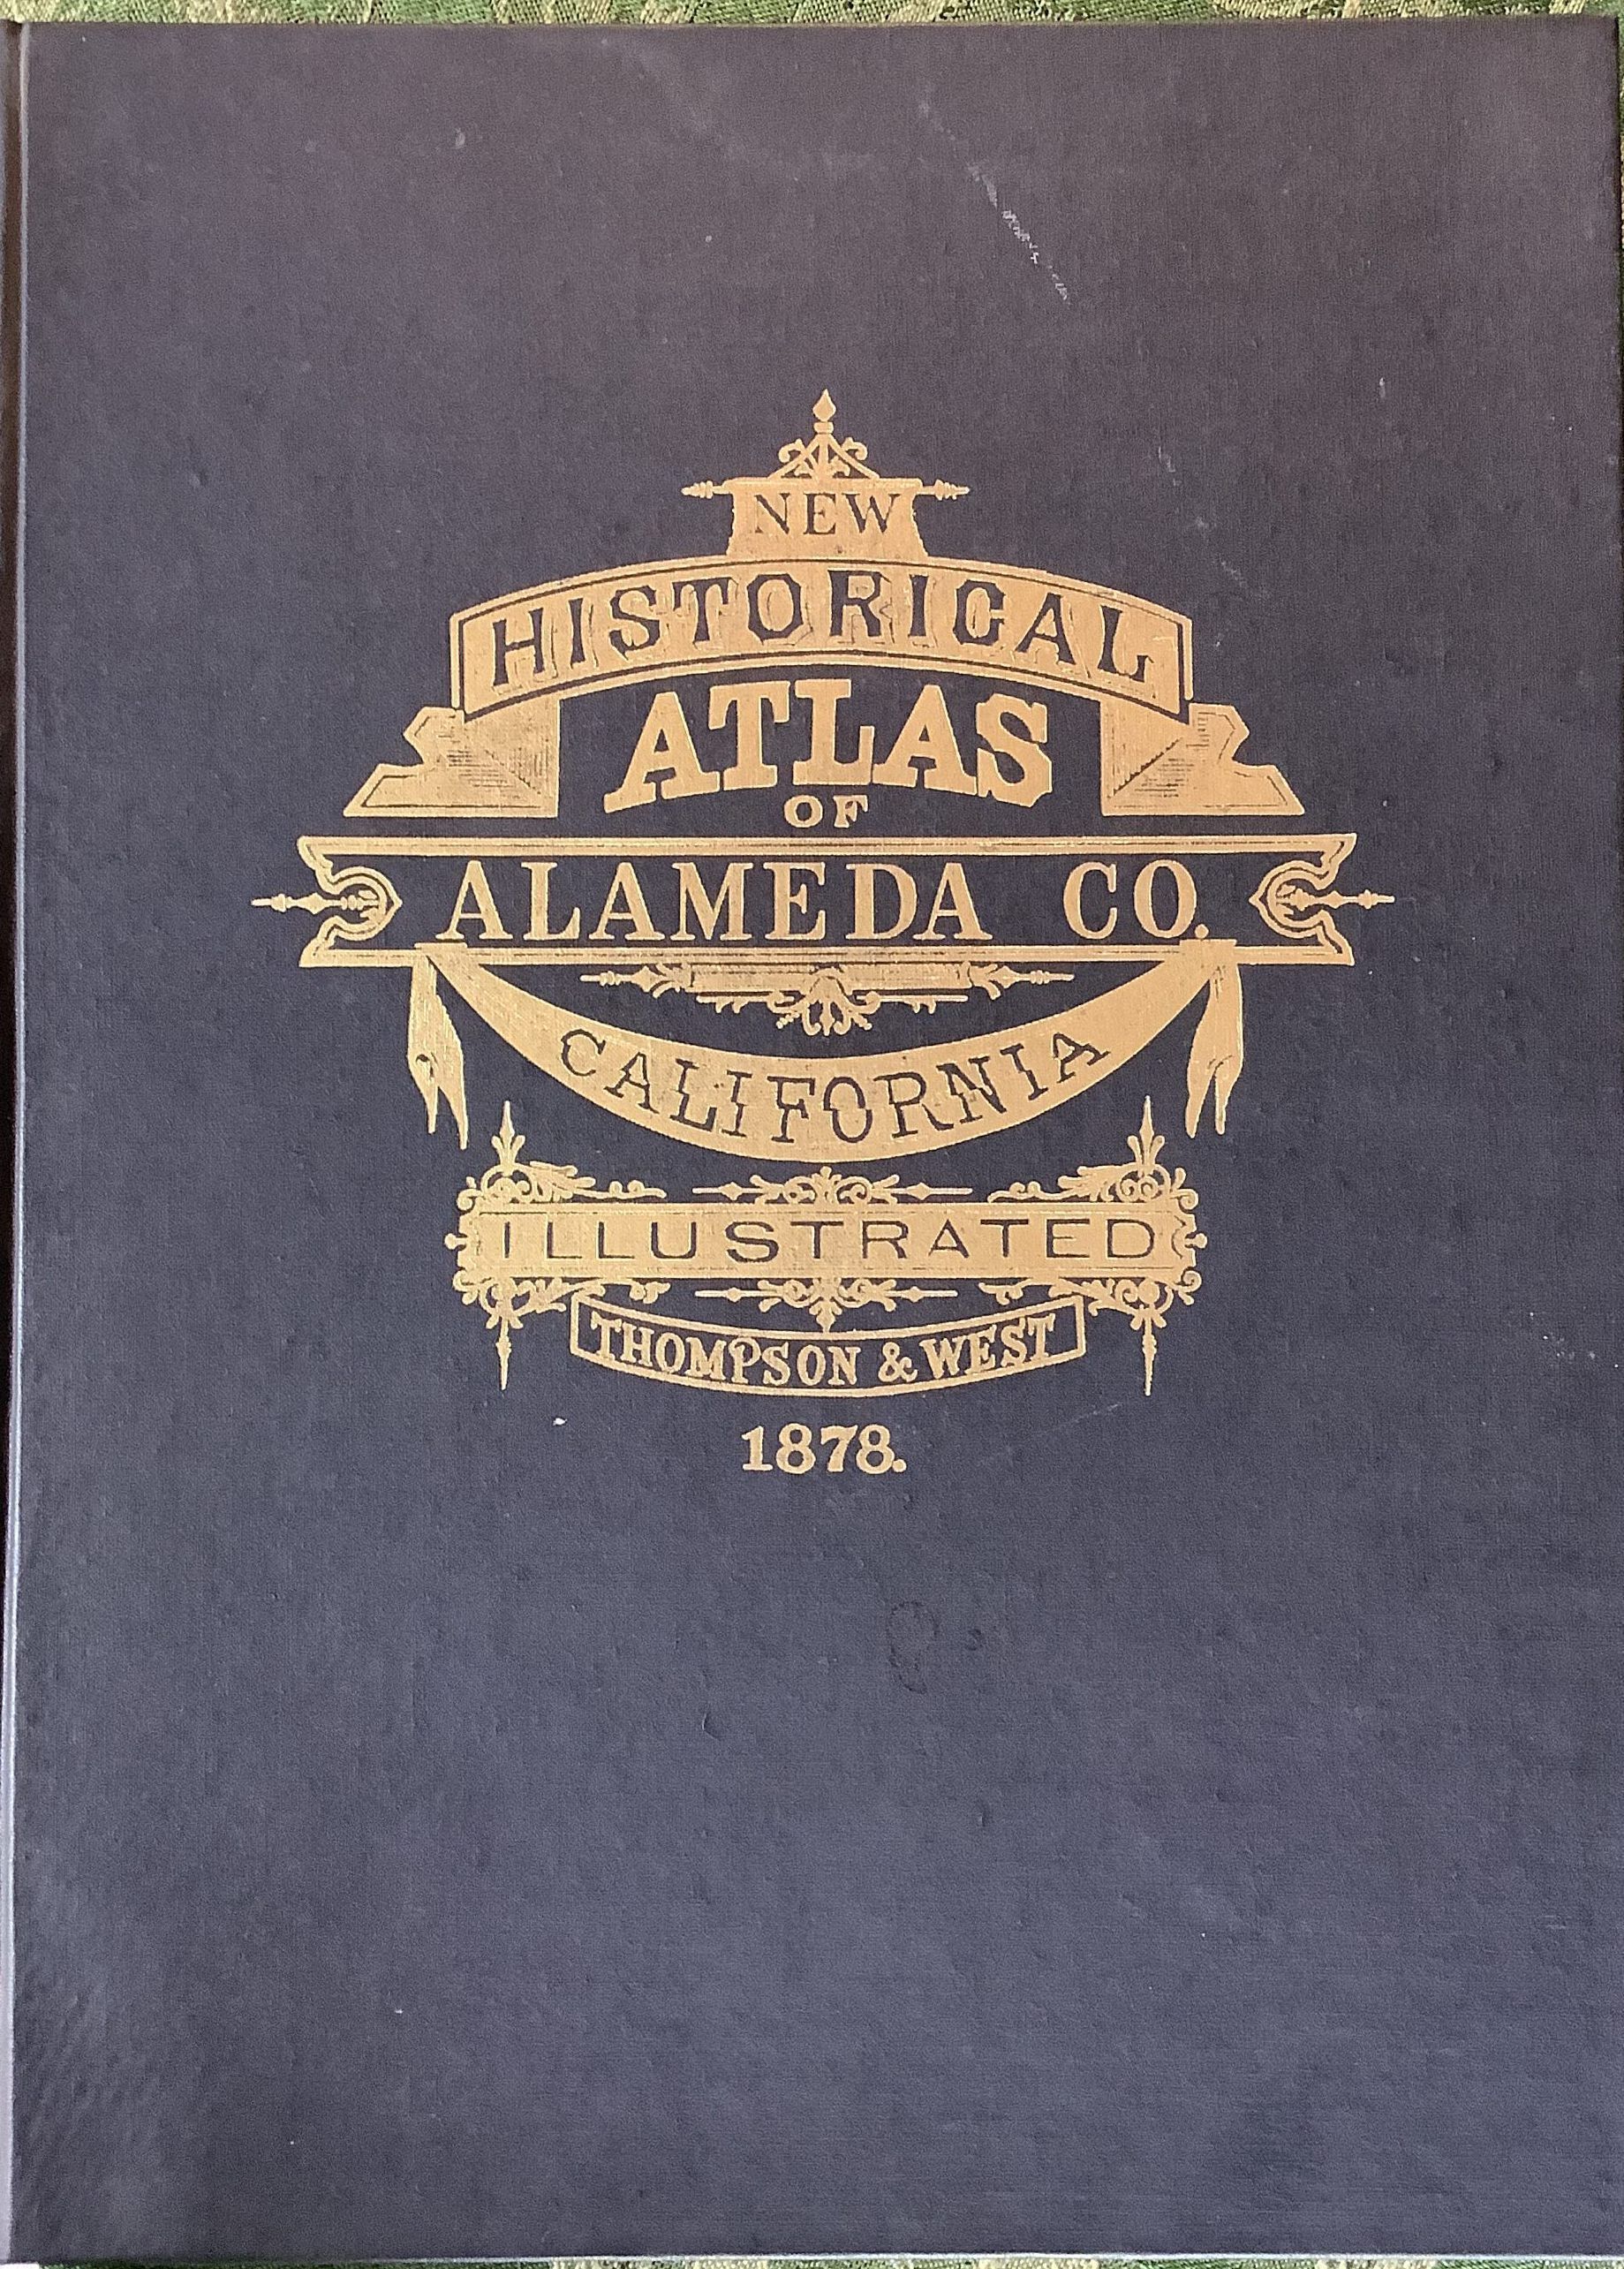 NEW
HISTORICAL
ATLAS
OF
ALAMEDA CO.
CALIFORNIA
ILLUSTRATED
THOMPSON & WEST
1878.